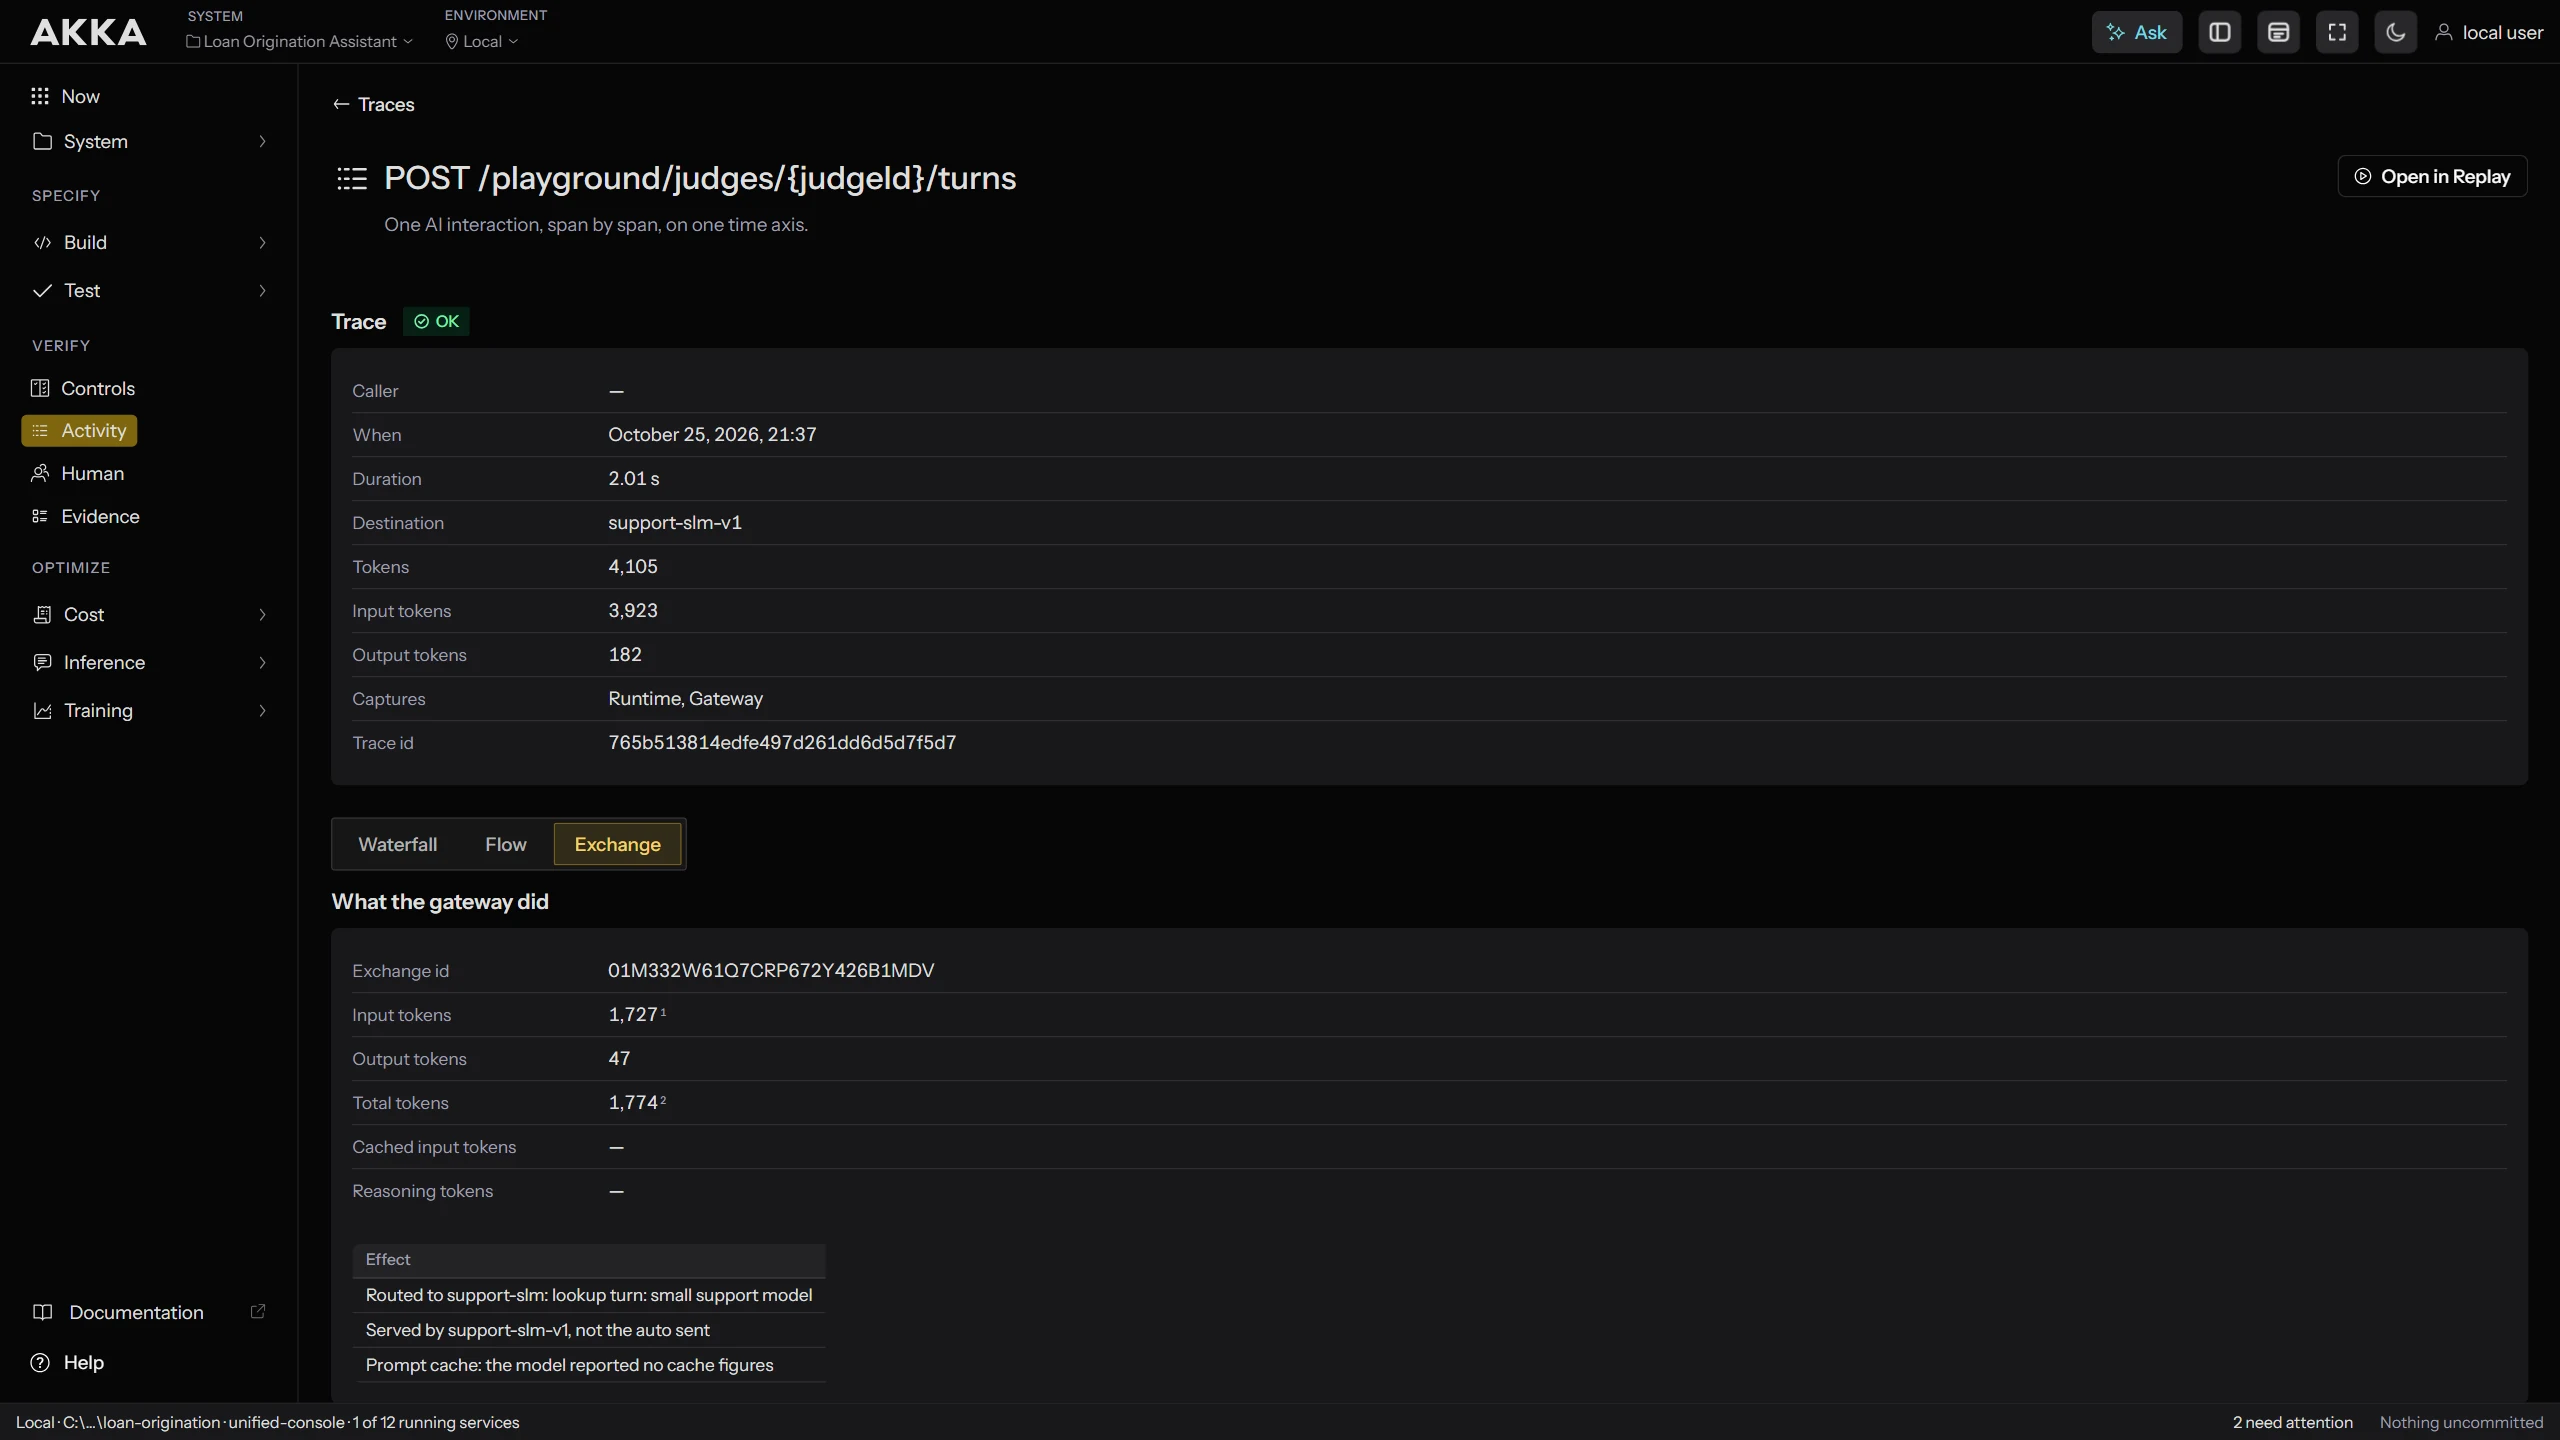 AKKA
SYSTEM
Loan Origination Assistant
ENVIRONMENT
Local
Ask
local user
Now
System
SPECIFY
Build
Test
VERIFY
Controls
Activity
Human
Evidence
OPTIMIZE
Cost
Inference
Training
Documentation
Help
Traces
POST /playground/judges/{judgeId}/turns
One AI interaction, span by span, on one time axis.
Open in Replay
Trace OK
Caller —
When October 25, 2026, 21:37
Duration 2.01 s
Destination support-slm-v1
Tokens 4,105
Input tokens 3,923
Output tokens 182
Captures Runtime, Gateway
Trace id 765b513814edfe497d261dd6d5d7f5d7
Waterfall Flow Exchange
What the gateway did
Exchange id 01M332W61Q7CRP672Y426B1MDV
Input tokens 1,727 ¹
Output tokens 47
Total tokens 1,774 ²
Cached input tokens —
Reasoning tokens —
Effect
Routed to support-slm: lookup turn: small support model
Served by support-slm-v1, not the auto sent
Prompt cache: the model reported no cache figures
Local · C:\...\loan-origination · unified-console · 1 of 12 running services
2 need attention
Nothing uncommitted